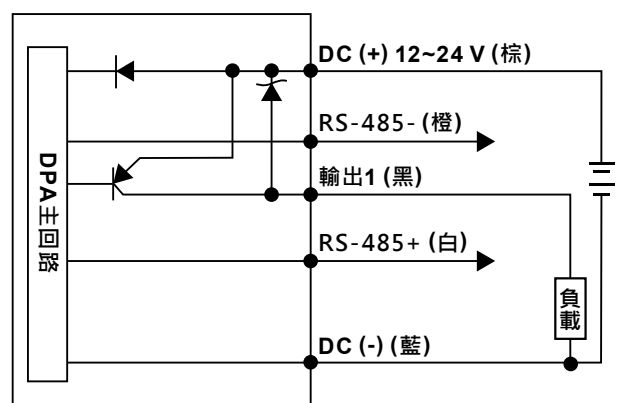 DC (+) 12~24 V (棕)
RS-485- (橙)
DPA主回路
輸出1 (黑)
RS-485+ (白)
負載
DC (-) (藍)